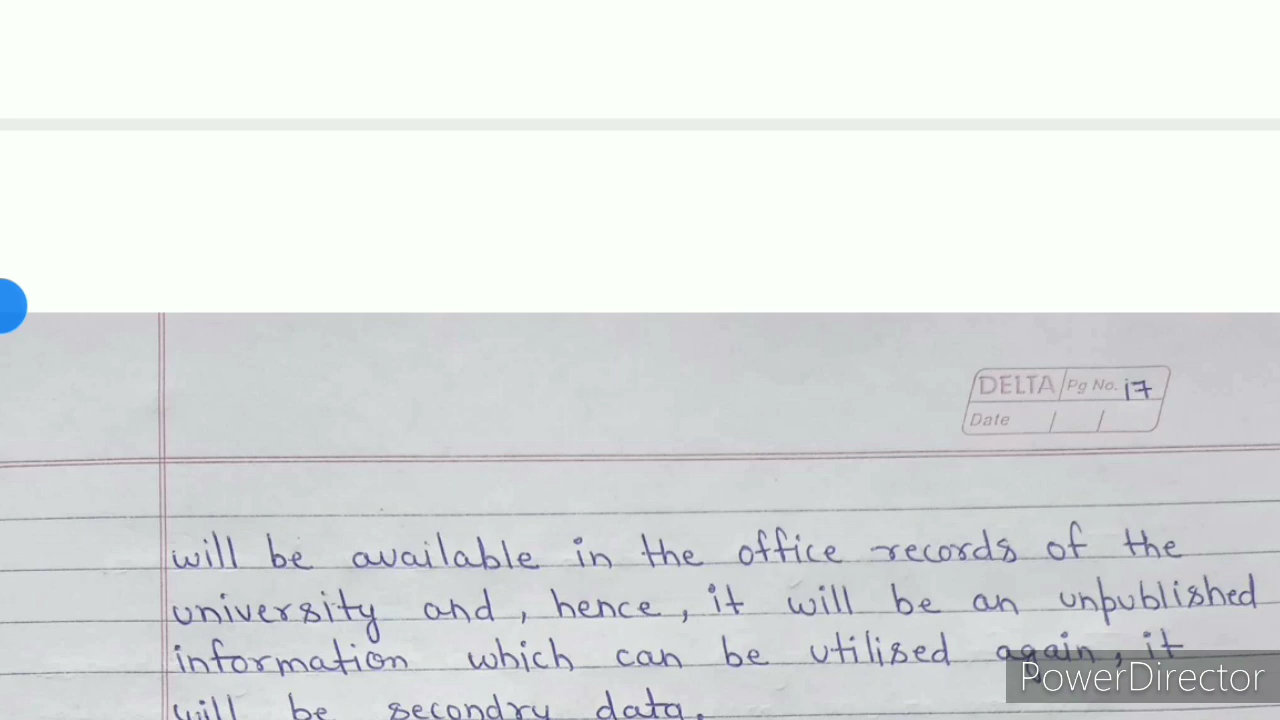 DELTA Pg No. 17
Date / /
will be available in the office records of the
university and, hence, it will be an unpublished
information which can be utilised again, it
will be secondry data.
PowerDirector